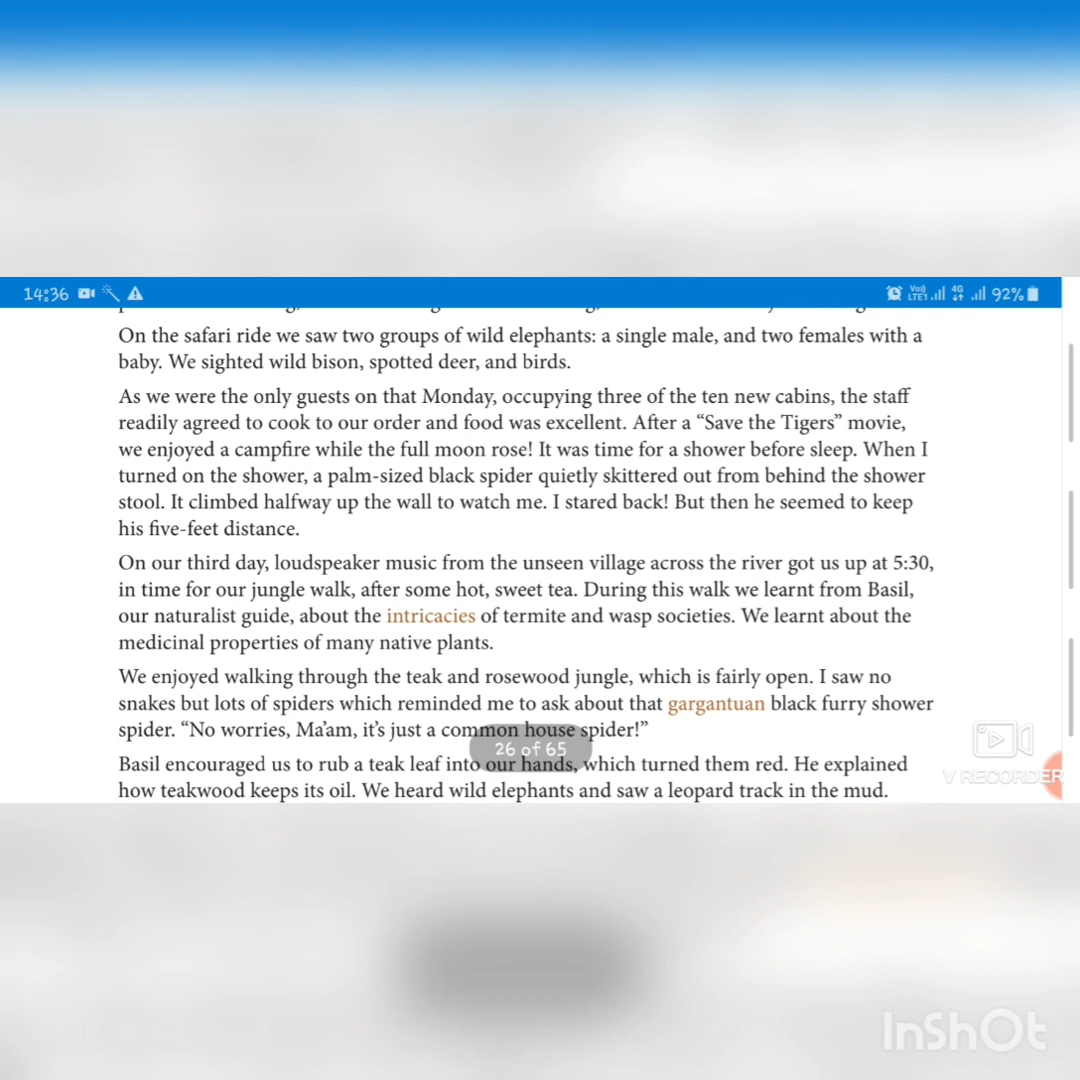 14:36
VoLTE1 4G 92%
On the safari ride we saw two groups of wild elephants: a single male, and two females with a
baby. We sighted wild bison, spotted deer, and birds.
As we were the only guests on that Monday, occupying three of the ten new cabins, the staff
readily agreed to cook to our order and food was excellent. After a “Save the Tigers” movie,
we enjoyed a campfire while the full moon rose! It was time for a shower before sleep. When I
turned on the shower, a palm-sized black spider quietly skittered out from behind the shower
stool. It climbed halfway up the wall to watch me. I stared back! But then he seemed to keep
his five-feet distance.
On our third day, loudspeaker music from the unseen village across the river got us up at 5:30,
in time for our jungle walk, after some hot, sweet tea. During this walk we learnt from Basil,
our naturalist guide, about the intricacies of termite and wasp societies. We learnt about the
medicinal properties of many native plants.
We enjoyed walking through the teak and rosewood jungle, which is fairly open. I saw no
snakes but lots of spiders which reminded me to ask about that gargantuan black furry shower
spider. “No worries, Ma’am, it’s just a common house spider!”
26 of 65
Basil encouraged us to rub a teak leaf into our hands, which turned them red. He explained
how teakwood keeps its oil. We heard wild elephants and saw a leopard track in the mud.
V RECORDER
InShOt